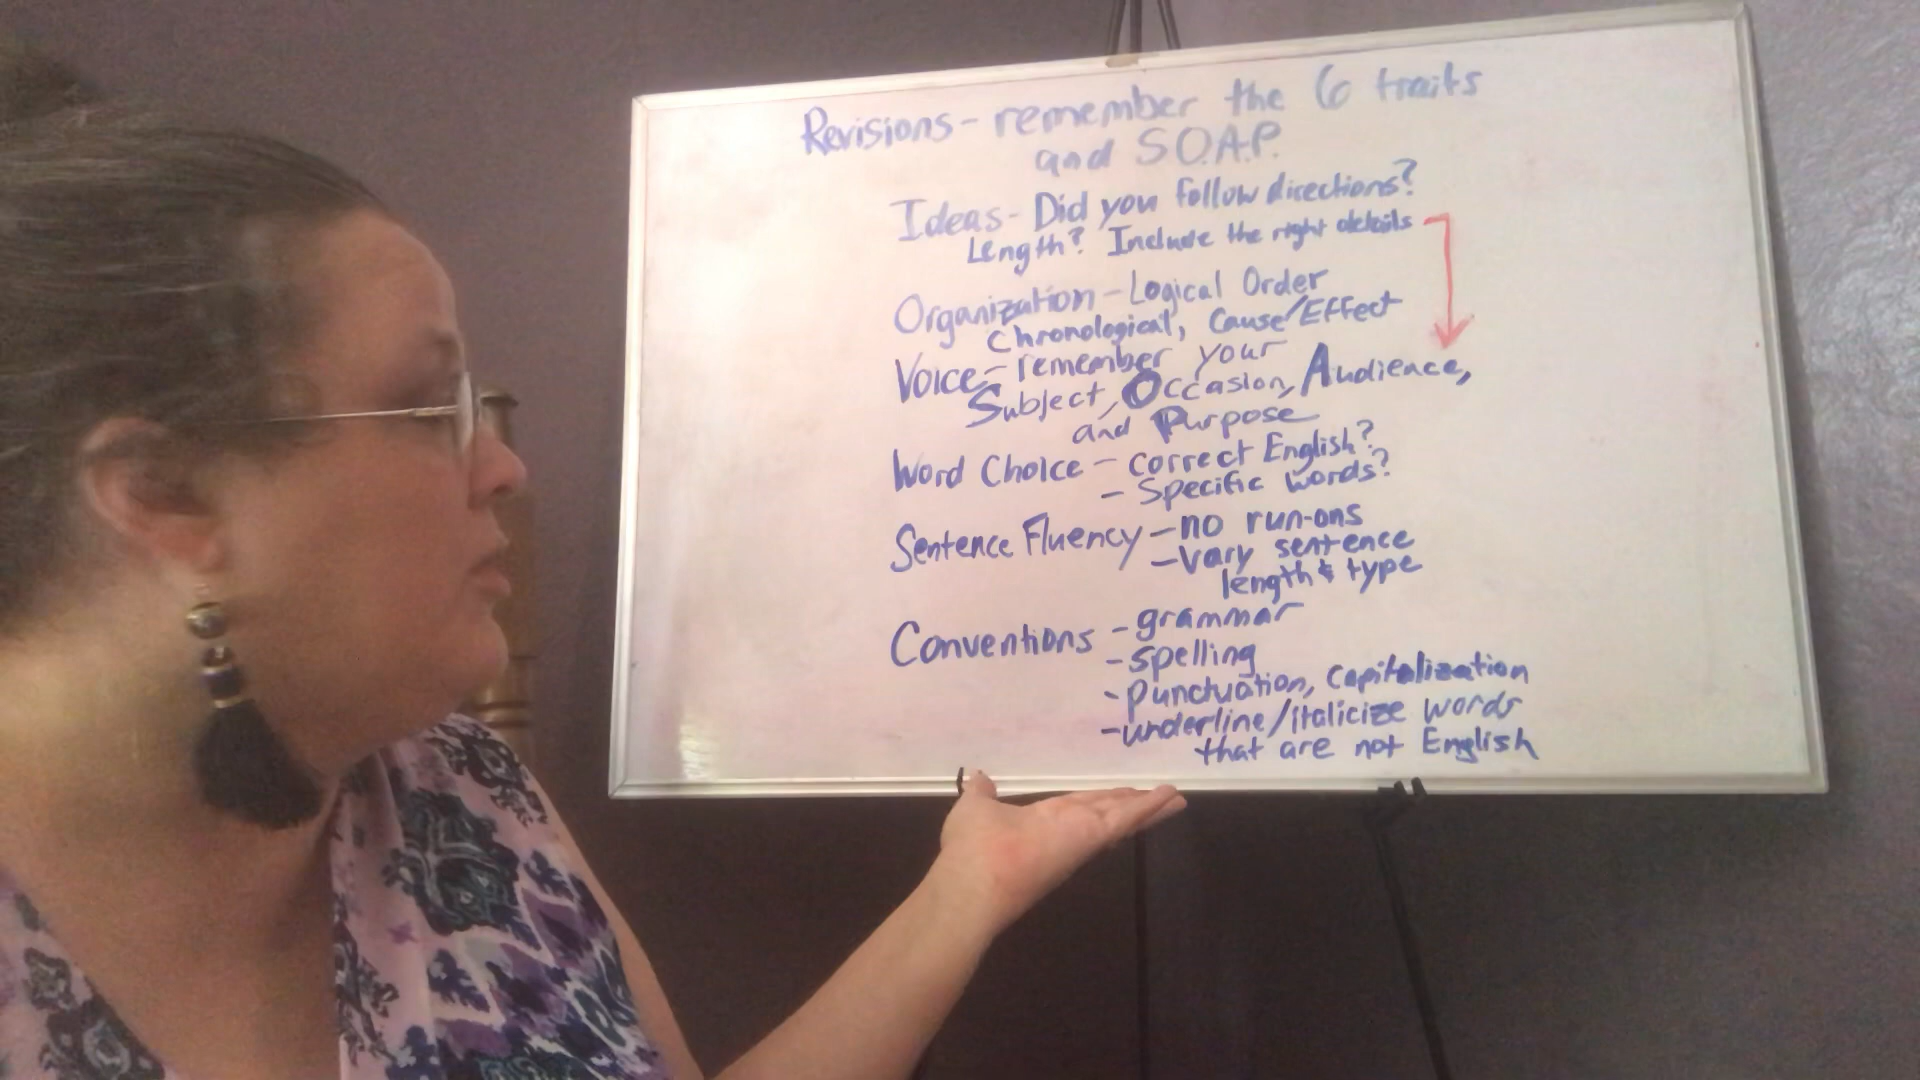 Revisions - remember the 6 traits
and S.O.A.P.
Ideas - Did you follow directions?
Length? Include the right details
Organization - Logical Order
Chronological, Cause/Effect
Voice - remember your
Subject, Occasion, Audience,
and Purpose
Word Choice - correct English?
- Specific words?
Sentence Fluency - no run-ons
- vary sentence
length & type
Conventions - grammar
- spelling
- punctuation, capitalization
- underline/italicize words
that are not English